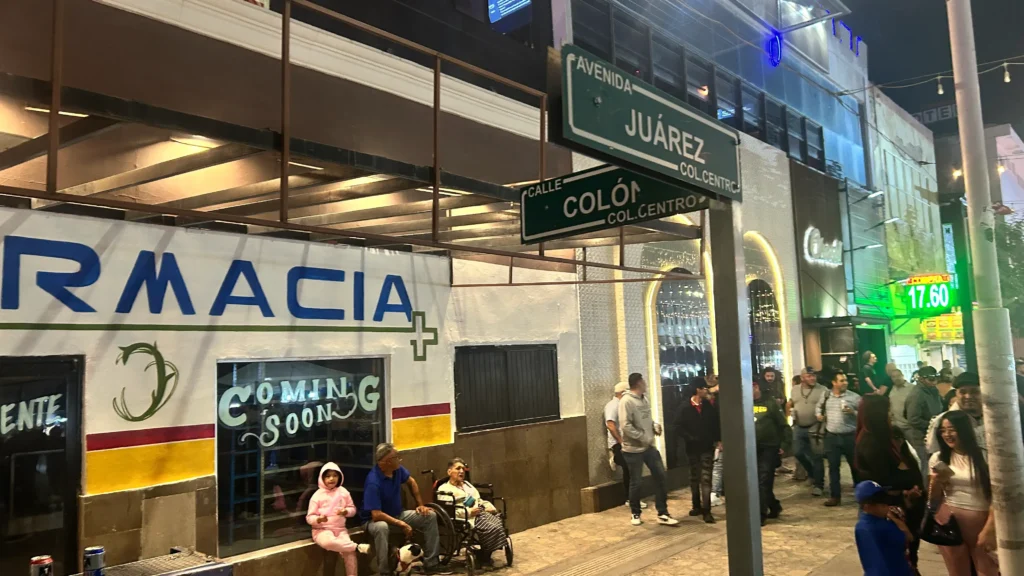 AVENIDA
JUÁREZ
COL.CENTRO
CALLE
COLÓN
COL.CENTRO
RMACIA
COMING
SOON
ENTE
17.60